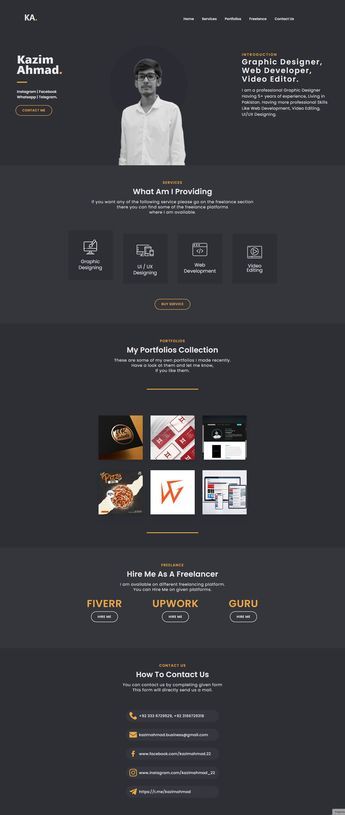 KA.
Home Services Portfolios Freelance Contact Us
Kazim
Ahmad.
Instagram | Facebook
Whatsapp | Telegram.
CONTACT ME
INTRODUCTION
Graphic Designer,
Web Developer,
Video Editor.
I am a professional Graphic Designer
Having 5+ years of experience, Living in
Pakistan. Having more professional Skills
Like Web Development, Video Editing,
UI/UX Designing.
SERVICES
What Am I Providing
If you want any of the following service please go on the freelance section
there you can find some of the freelance platforms
where I am available.
Graphic
Designing
UI / UX
Designing
Web
Development
Video
Editing
BUY SERVICE
PORTFOLIOS
My Portfolios Collection
These are some of my own portfolios I made recently.
Have a look at them and let me know,
If you like them.
FREELANCE
Hire Me As A Freelancer
I am available on different freelancing platform.
You can Hire Me on given platforms.
FIVERR UPWORK GURU
HIRE ME HIRE ME HIRE ME
CONTACT US
How To Contact Us
You can contact us by completing given form
This form will directly send us a mail.
kazimahmad.business@gmail.com
www.facebook.com/kazimahmad.22
www.instagram.com/kazimahmad_22
https://t.me/kazimahmad